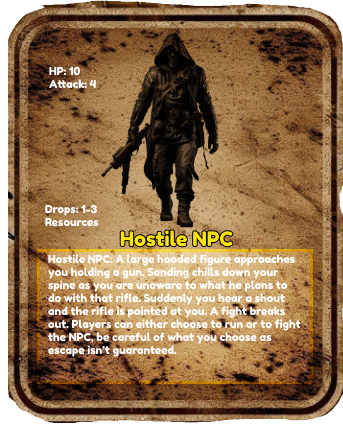 HP: 10
Attack: 4
Drops: 1-3
Resources
Hostile NPC
Hostile NPC: A large hooded figure approaches
you holding a gun. Sending chills down your
spine as you are unaware to what he plans to
do with that rifle. Suddenly you hear a shout
and the rifle is pointed at you. A fight breaks
out. Players can either choose to run or to fight
the NPC, be careful of what you choose as
escape isn't guaranteed.